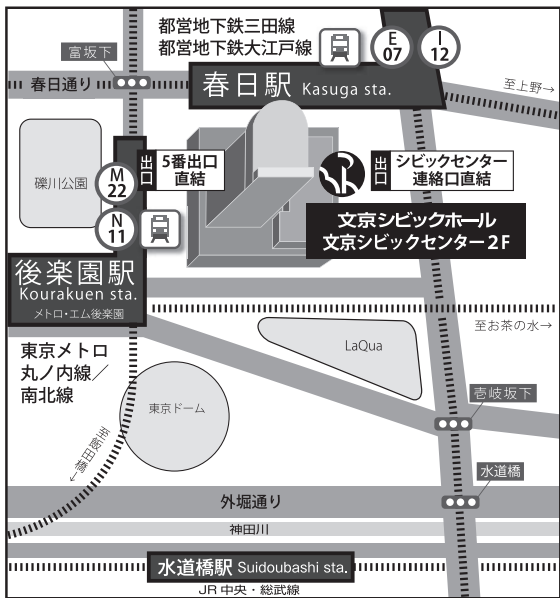 都営地下鉄三田線
都営地下鉄大江戸線
E
07
I
12
富坂下
春日通り
春日駅 Kasuga sta.
至上野→
礫川公園
M
22
出口
5番出口
直結
出口
シビックセンター
連絡口直結
N
11
文京シビックホール
文京シビックセンター2F
後楽園駅
Kourakuen sta.
メトロ・エム後楽園
至お茶の水→
東京メトロ
丸ノ内線/
南北線
LaQua
東京ドーム
壱岐坂下
至飯田橋→
水道橋
外堀通り
神田川
水道橋駅 Suidoubashi sta.
JR中央・総武線